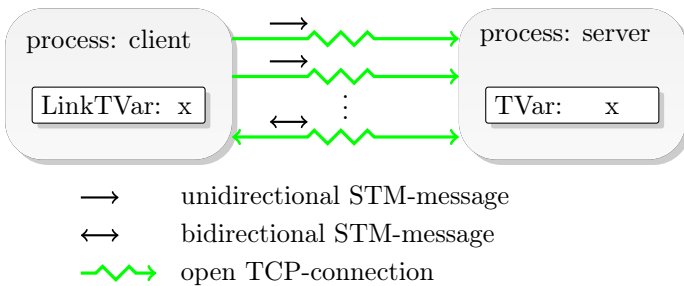 process: client
process: server
LinkTVar: x
TVar: x
unidirectional STM-message
bidirectional STM-message
open TCP-connection